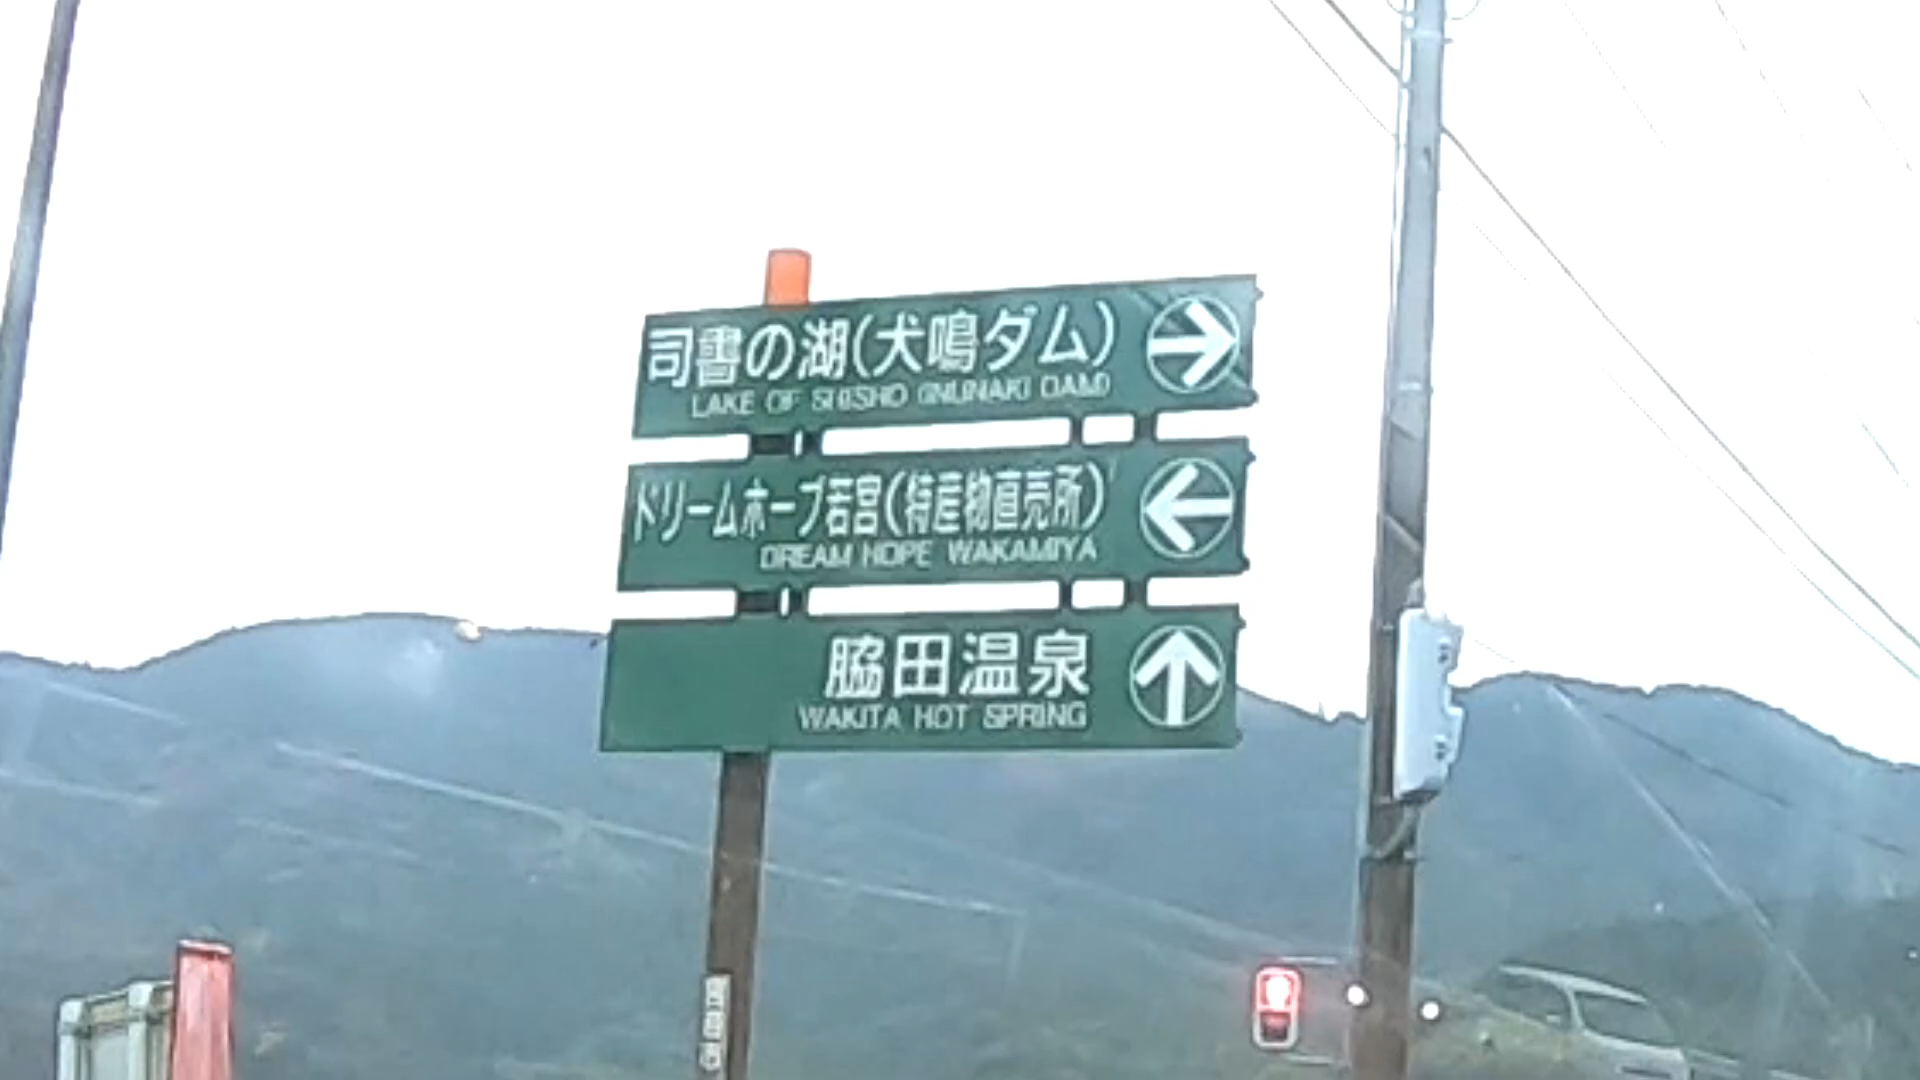 司書の湖(犬鳴ダム)
LAKE OF SHISHO (INUNAKI DAM)
ドリームホープ若宮(特産物直売所)
DREAM HOPE WAKAMIYA
脇田温泉
WAKITA HOT SPRING